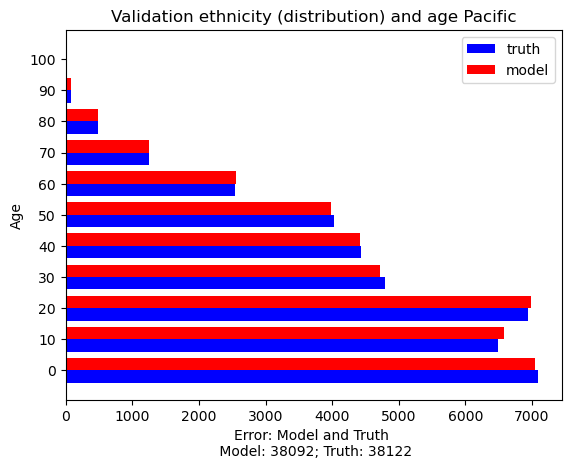 Validation ethnicity (distribution) and age Pacific
truth
model
100
90
80
70
60
50
40
30
20
10
0
Age
0 1000 2000 3000 4000 5000 6000 7000
Error: Model and Truth
Model: 38092; Truth: 38122